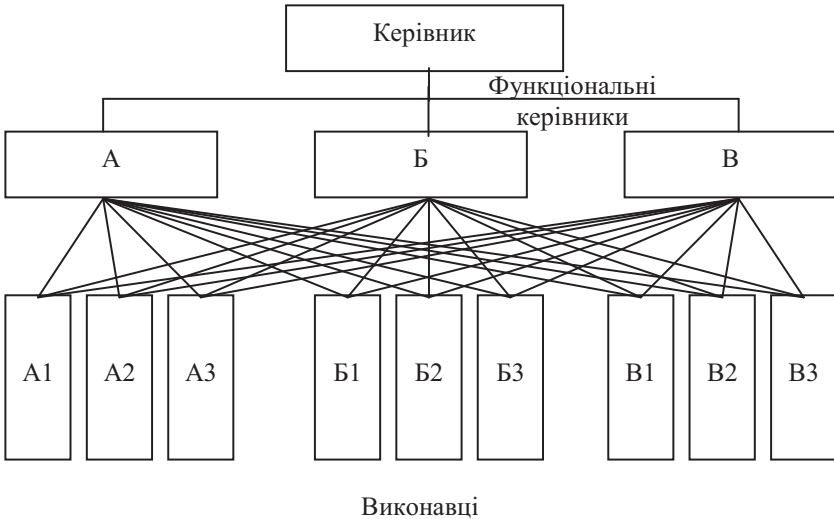 Керівник
Функціональні
керівники
А
Б
В
А1
А2
А3
Б1
Б2
Б3
В1
В2
В3
Виконавці